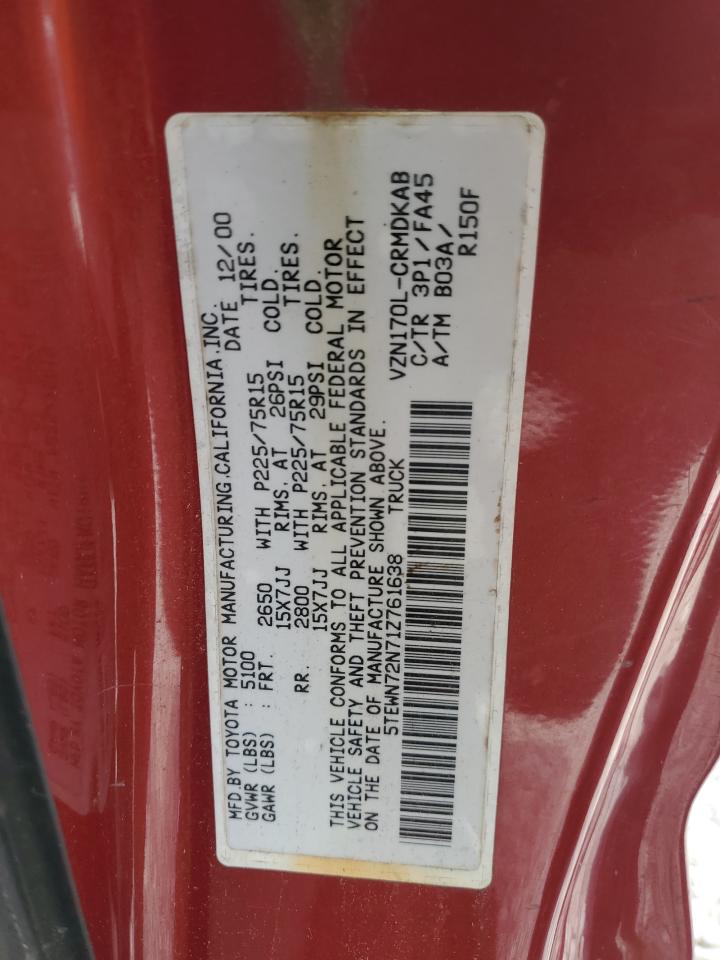 MFD BY TOYOTA MOTOR MANUFACTURING.CALIFORNIA.INC.
GVWR (LBS) : 5100 DATE 12/00
GAWR (LBS) : FRT. 2650 WITH P225/75R15 TIRES.
15X7JJ RIMS. AT 26PSI COLD.
RR. 2800 WITH P225/75R15 TIRES.
15X7JJ RIMS. AT 29PSI COLD.
THIS VEHICLE CONFORMS TO ALL APPLICABLE FEDERAL MOTOR
VEHICLE SAFETY AND THEFT PREVENTION STANDARDS IN EFFECT
ON THE DATE OF MANUFACTURE SHOWN ABOVE.
5TEWN72N71Z761638 TRUCK
VZN170L-CRMDKAB
C/TR 3P1/FA45
A/TM B03A/
R150F